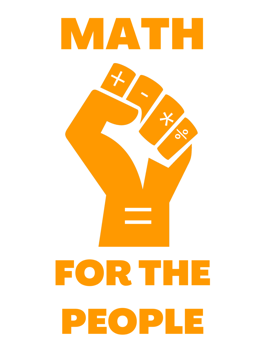 MATH
+ - * %
=
FOR THE
PEOPLE